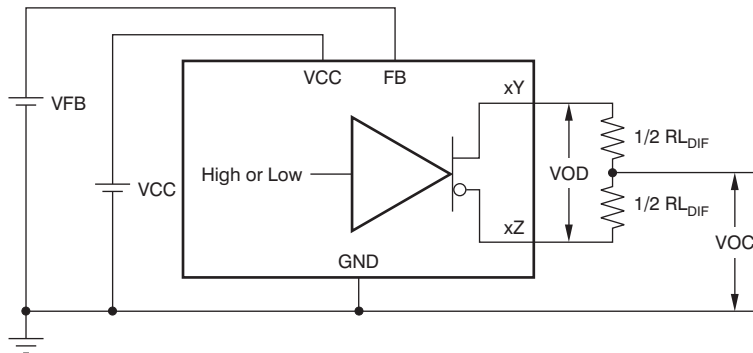 VCC FB
xY
VFB
1/2 RL_DIF
High or Low
VOD
VCC
1/2 RL_DIF
xZ
VOC
GND